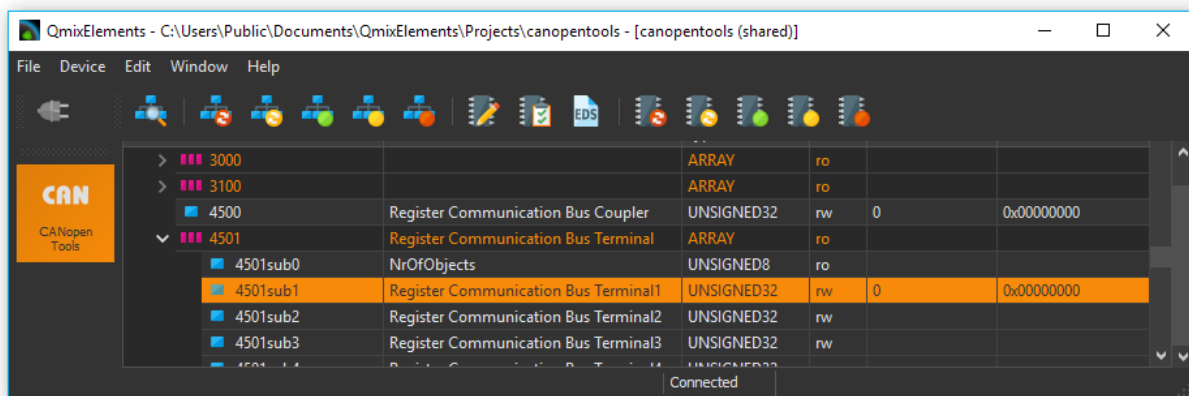 QmixElements - C:\Users\Public\Documents\QmixElements\Projects\canopentools - [canopentools (shared)]
File Device Edit Window Help
EDS
CAN
CANopen
Tools
3000 ARRAY ro
3100 ARRAY ro
4500 Register Communication Bus Coupler UNSIGNED32 rw 0 0x00000000
4501 Register Communication Bus Terminal ARRAY ro
4501sub0 NrOfObjects UNSIGNED8 ro
4501sub1 Register Communication Bus Terminal1 UNSIGNED32 rw 0 0x00000000
4501sub2 Register Communication Bus Terminal2 UNSIGNED32 rw
4501sub3 Register Communication Bus Terminal3 UNSIGNED32 rw
Connected